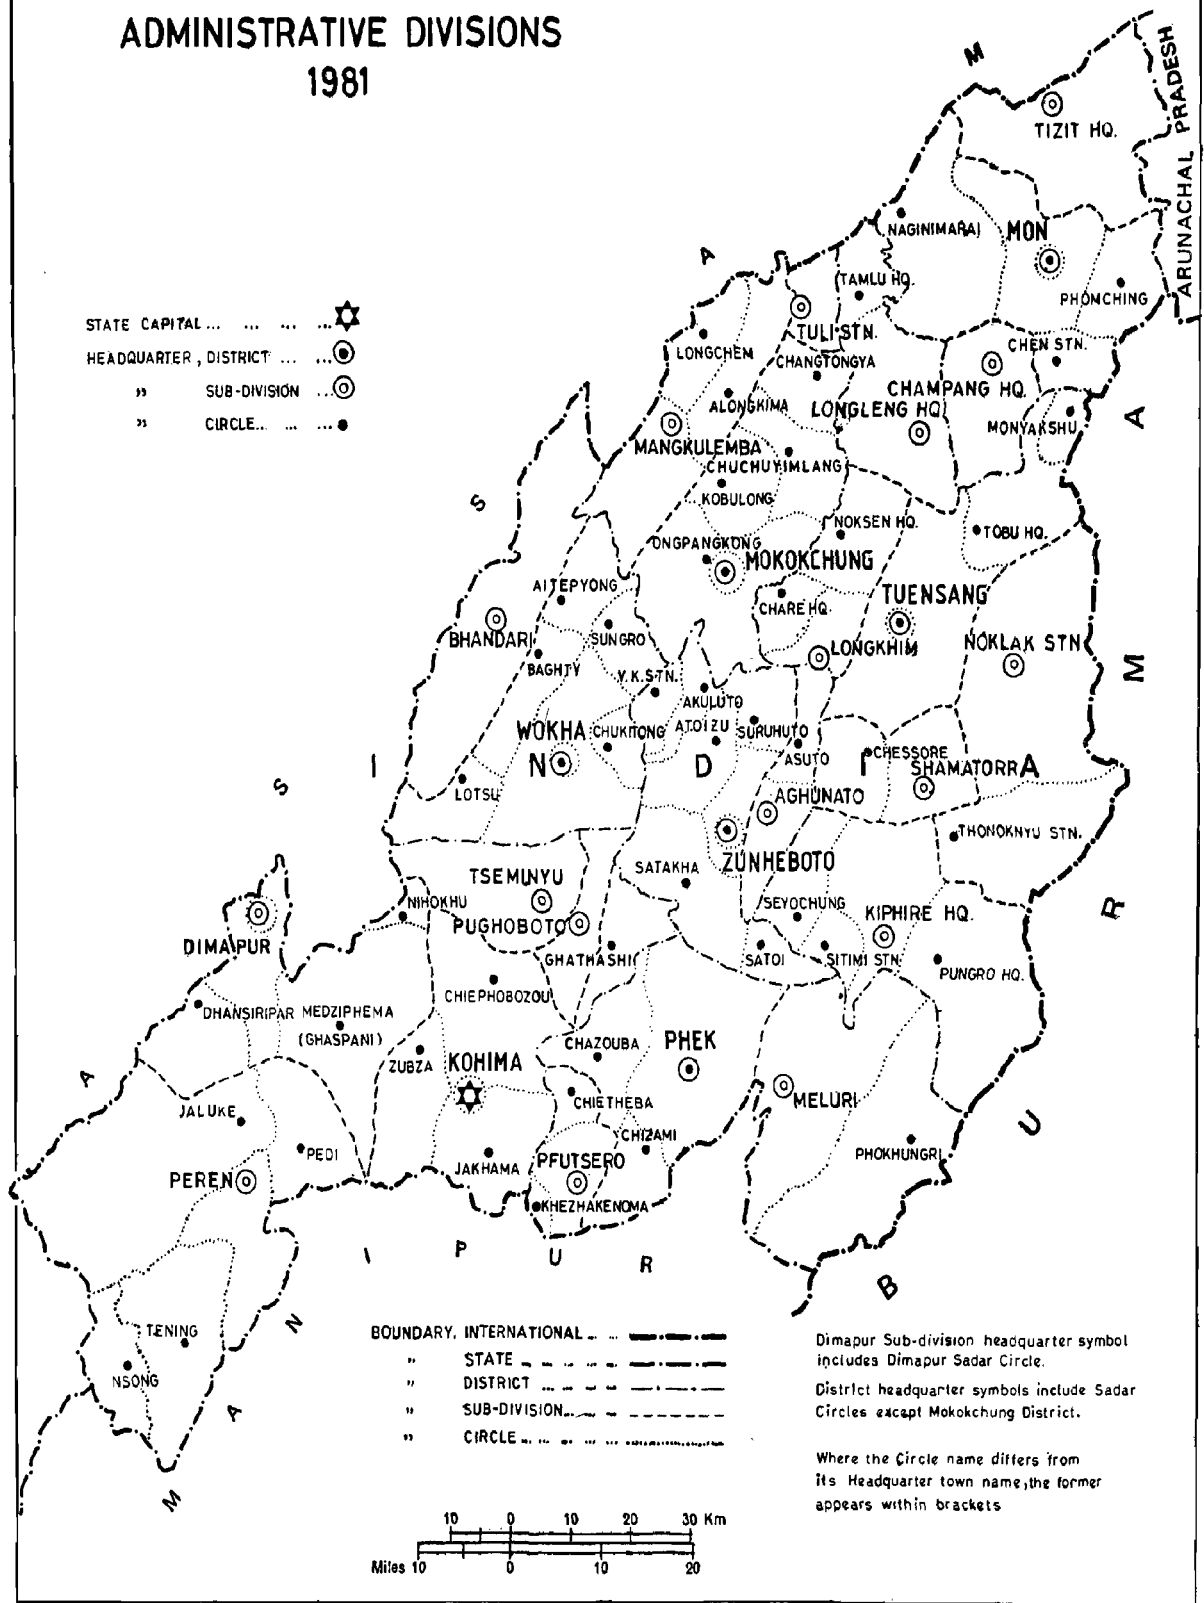 ADMINISTRATIVE DIVISIONS
1981
STATE CAPITAL ... ... ... ...
HEADQUARTER, DISTRICT ... ...
" SUB-DIVISION ...
" CIRCLE... ... ...
M
ARUNACHAL PRADESH
TIZIT HQ.
NAGINIMARA
MON
A
TAMLU HQ.
PHOMCHING
TULI STN.
LONGCHEM
CHANGTONGYA
CHEN STN.
CHAMPANG HQ.
ALONGKIMA
LONGLENG HQ.
MONYAKSHU
A
MANGKULEMBA
CHUCHUYIMLANG
KOBULONG
S
NOKSEN HQ.
TOBU HQ.
ONGPANGKONG
MOKOKCHUNG
AITEPYONG
CHARE HQ.
TUENSANG
BHANDARI
SUNGRO
LONGKHIM
NOKLAK STN
BAGHTY
M
V.K.STN.
AKULUTO
WOKHA
CHUKITONG
ATOIZU
SURUHUTO
ASUTO
CHESSORE
I
N
D
I
SHAMATORR
A
LOTSU
S
AGHUNATO
THONOKNYU STN.
ZUNHEBOTO
SATAKHA
TSEMINYU
NIHOKHU
SEYOCHUNG
KIPHIRE HQ.
R
PUGHOBOTO
DIMAPUR
GHATHASHI
SATOI
SITIMI STN.
PUNGRO HQ.
CHIEPHOBOZOU
DHANSIRIPAR
MEDZIPHEMA
(GHASPANI)
CHAZOUBA
PHEK
ZUBZA
KOHIMA
A
MELURI
CHIETHEBA
JALUKE
U
CHIZAMI
PEDI
PHOKHUNGRI
JAKHAMA
PFUTSERO
PEREN
KHEZHAKENOMA
I
P
U
R
B
N
TENING
NSONG
A
M
BOUNDARY, INTERNATIONAL ... ...
" STATE ... ... ...
" DISTRICT ... ... ...
" SUB-DIVISION ... ...
" CIRCLE ... ... ... ...
Dimapur Sub-division headquarter symbol
includes Dimapur Sadar Circle.
District headquarter symbols include Sadar
Circles except Mokokchung District.
Where the Circle name differs from
its Headquarter town name, the former
appears within brackets
10 0 10 20 30 Km
Miles 10 0 10 20